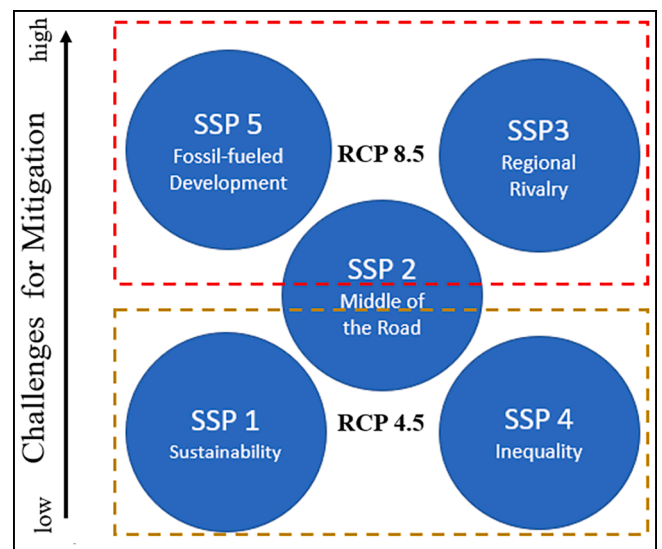 high
Challenges for Mitigation
low
SSP 5
Fossil-fueled
Development
RCP 8.5
SSP3
Regional
Rivalry
SSP 2
Middle of
the Road
SSP 1
Sustainability
RCP 4.5
SSP 4
Inequality